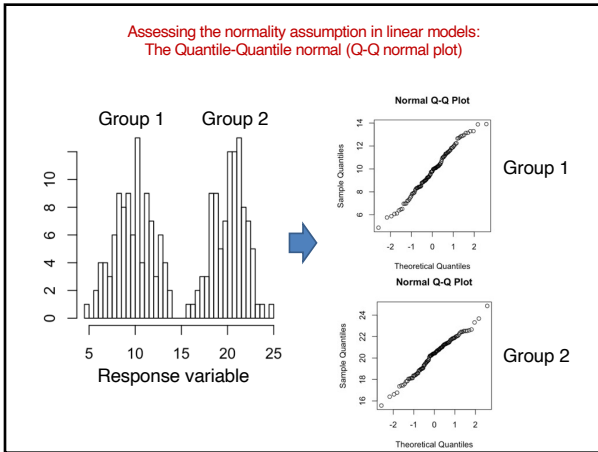 Assessing the normality assumption in linear models:
The Quantile-Quantile normal (Q-Q normal plot)
Group 1 Group 2
0 2 4 6 8 10
5 10 15 20 25
Response variable
Normal Q-Q Plot
Sample Quantiles
6 8 10 12 14
-2 -1 0 1 2
Theoretical Quantiles
Group 1
Normal Q-Q Plot
Sample Quantiles
16 18 20 22 24
-2 -1 0 1 2
Theoretical Quantiles
Group 2